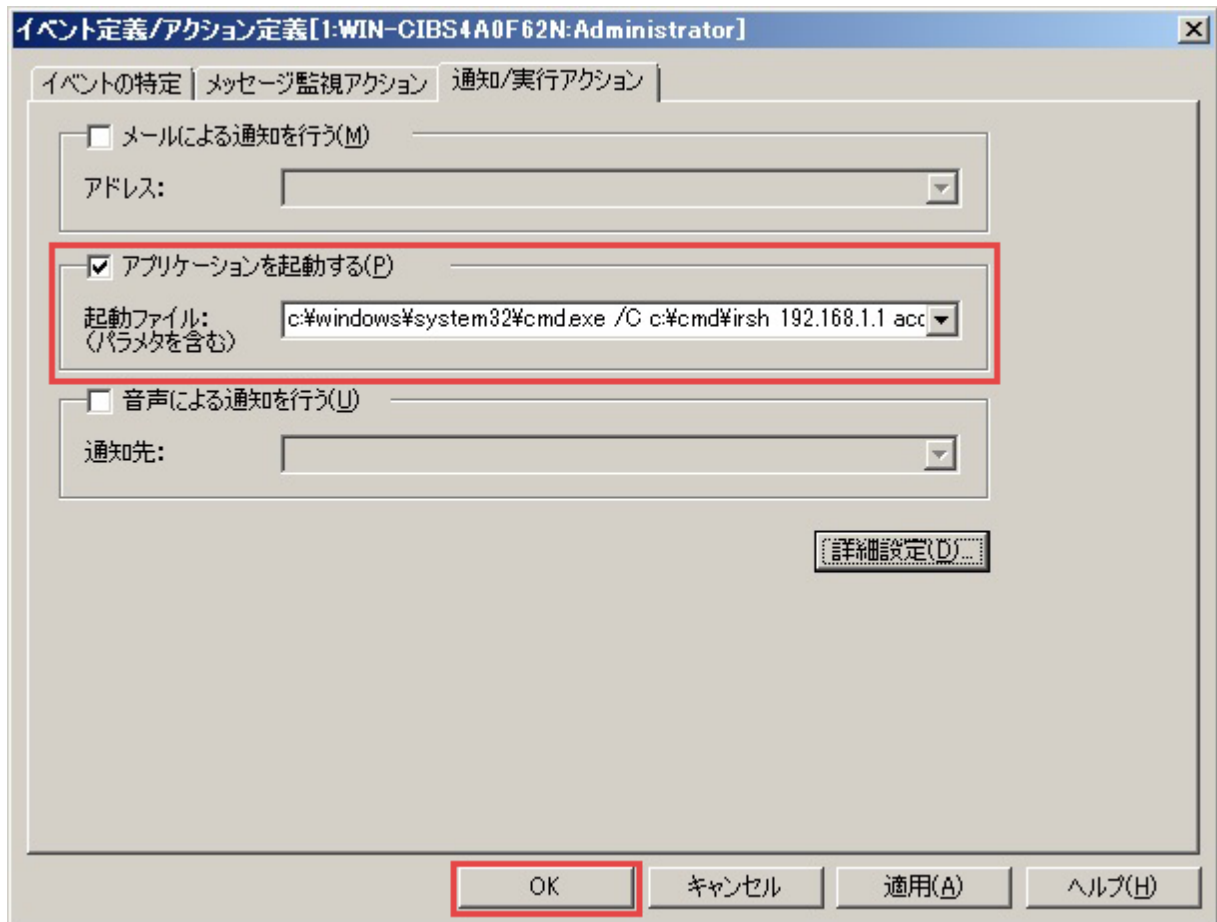 イベント定義/アクション定義[1:WIN-CIBS4A0F62N:Administrator]
イベントの特定 メッセージ監視アクション 通知/実行アクション
メールによる通知を行う(M)
アドレス:
アプリケーションを起動する(P)
起動ファイル: c:¥windows¥system32¥cmd.exe /C c:¥cmd¥irsh 192.168.1.1 acc
(パラメタを含む)
音声による通知を行う(U)
通知先:
詳細設定(D)...
OK キャンセル 適用(A) ヘルプ(H)